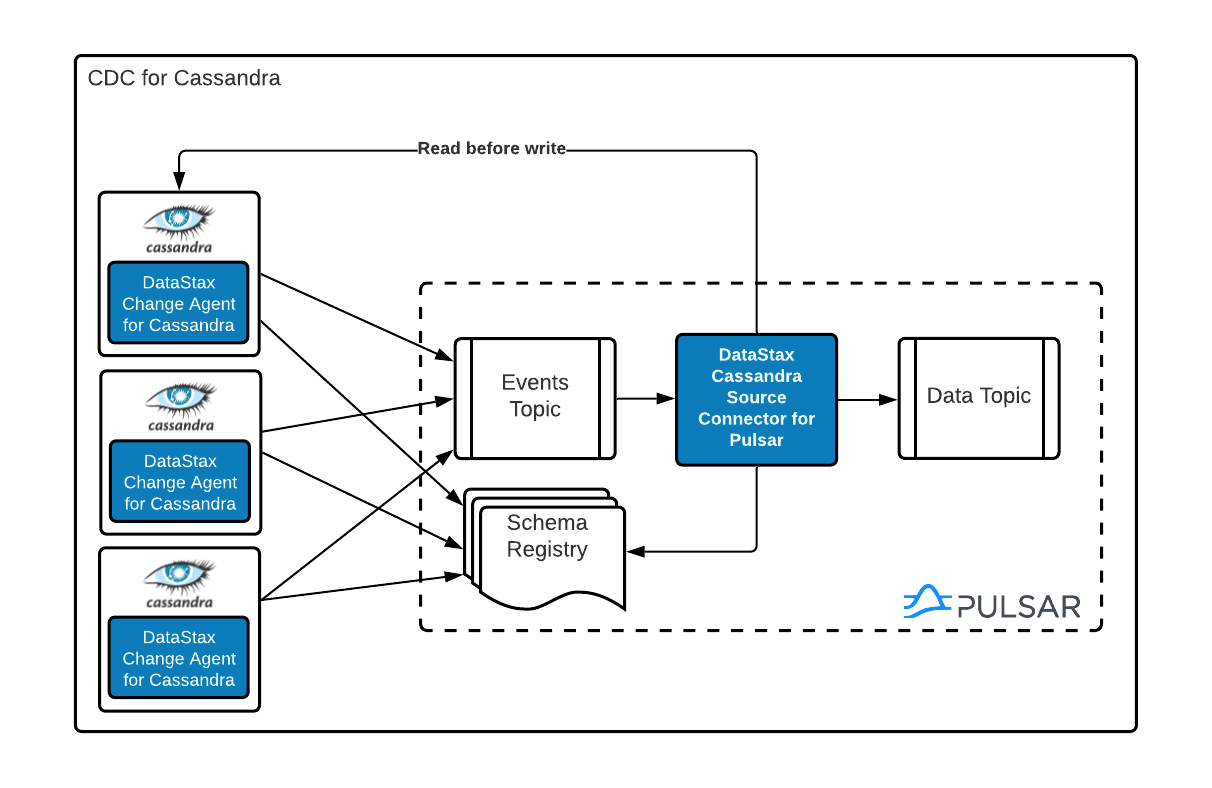 CDC for Cassandra
Read before write
cassandra
DataStax
Change Agent
for Cassandra
cassandra
DataStax
Change Agent
for Cassandra
cassandra
DataStax
Change Agent
for Cassandra
Events
Topic
DataStax
Cassandra
Source
Connector for
Pulsar
Data Topic
Schema
Registry
PULSAR